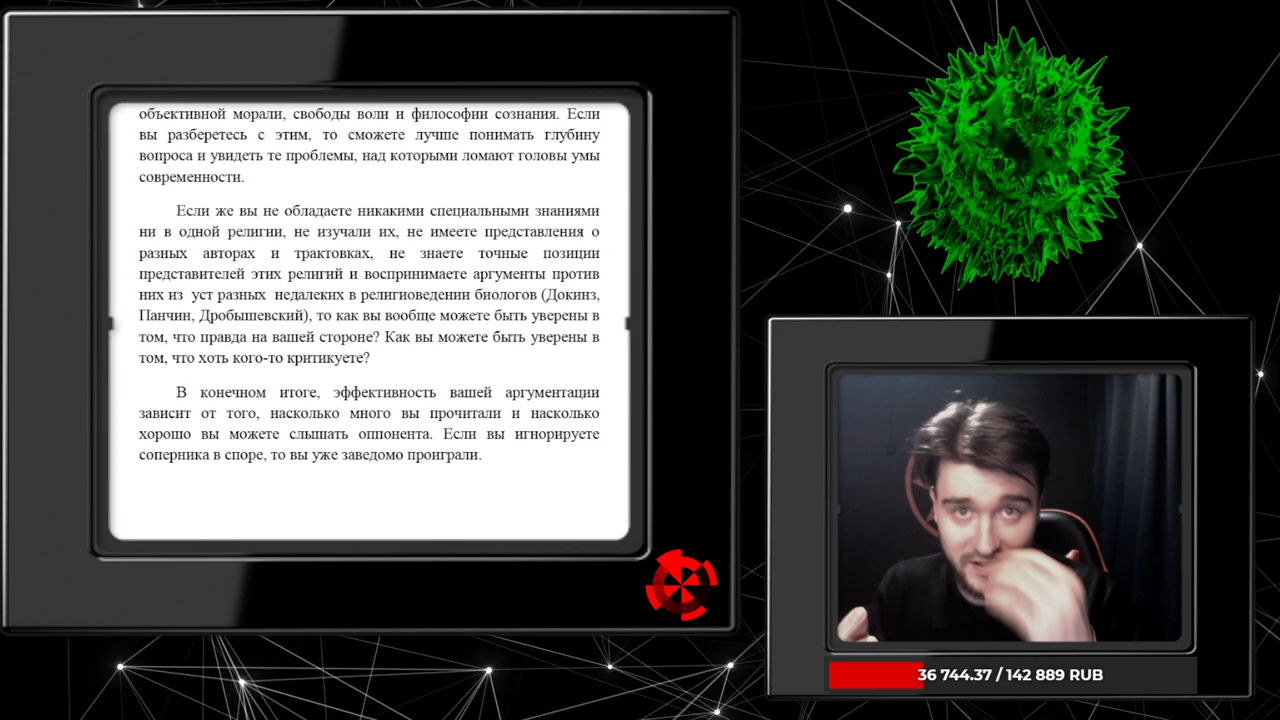 объективной морали, свободы воли и философии сознания. Если
вы разберетесь с этим, то сможете лучше понимать глубину
вопроса и увидеть те проблемы, над которыми ломают головы умы
современности.
Если же вы не обладаете никакими специальными знаниями
ни в одной религии, не изучали их, не имеете представления о
разных авторах и трактовках, не знаете точные позиции
представителей этих религий и воспринимаете аргументы против
них из уст разных недалеких в религиоведении биологов (Докинз,
Панчин, Дробышевский), то как вы вообще можете быть уверены в
том, что правда на вашей стороне? Как вы можете быть уверены в
том, что хоть кого-то критикуете?
В конечном итоге, эффективность вашей аргументации
зависит от того, насколько много вы прочитали и насколько
хорошо вы можете слышать оппонента. Если вы игнорируете
соперника в споре, то вы уже заведомо проиграли.
36 744.37 / 142 889 RUB